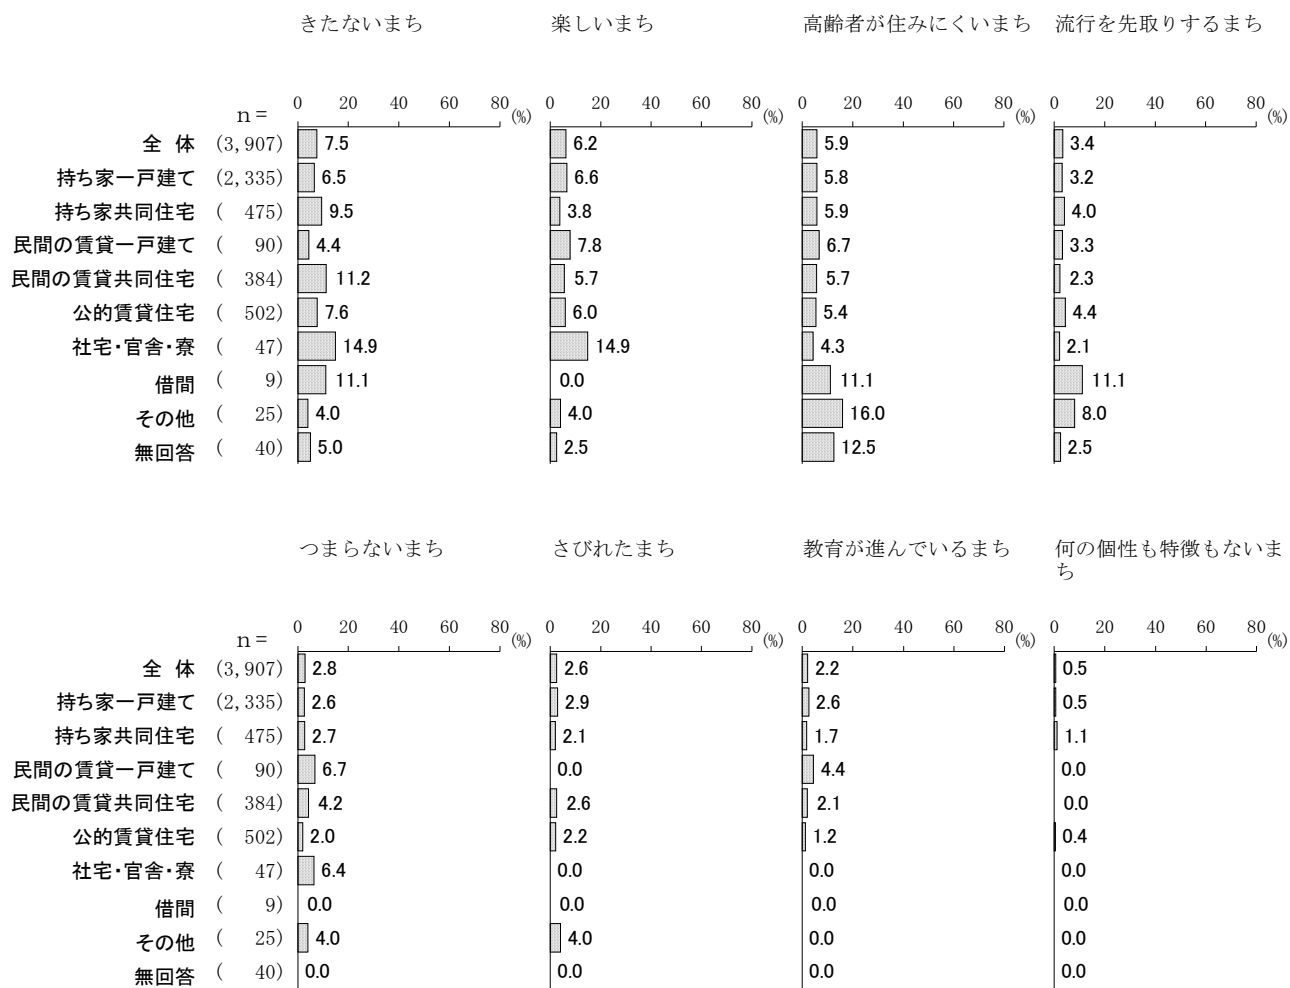 きたないまち 楽しいまち 高齢者が住みにくいまち 流行を先取りするまち
0 20 40 60 80 0 20 40 60 80 0 20 40 60 80 0 20 40 60 80
n= (%) (%) (%) (%)
全 体 (3,907) 7.5 6.2 5.9 3.4
持ち家一戸建て (2,335) 6.5 6.6 5.8 3.2
持ち家共同住宅 ( 475) 9.5 3.8 5.9 4.0
民間の賃貸一戸建て ( 90) 4.4 7.8 6.7 3.3
民間の賃貸共同住宅 ( 384) 11.2 5.7 5.7 2.3
公的賃貸住宅 ( 502) 7.6 6.0 5.4 4.4
社宅・官舎・寮 ( 47) 14.9 14.9 4.3 2.1
借間 ( 9) 11.1 0.0 11.1 11.1
その他 ( 25) 4.0 4.0 16.0 8.0
無回答 ( 40) 5.0 2.5 12.5 2.5
つまらないまち さびれたまち 教育が進んでいるまち 何の個性も特徴もないま
ち
0 20 40 60 80 0 20 40 60 80 0 20 40 60 80 0 20 40 60 80
n= (%) (%) (%) (%)
全 体 (3,907) 2.8 2.6 2.2 0.5
持ち家一戸建て (2,335) 2.6 2.9 2.6 0.5
持ち家共同住宅 ( 475) 2.7 2.1 1.7 1.1
民間の賃貸一戸建て ( 90) 6.7 0.0 4.4 0.0
民間の賃貸共同住宅 ( 384) 4.2 2.6 2.1 0.0
公的賃貸住宅 ( 502) 2.0 2.2 1.2 0.4
社宅・官舎・寮 ( 47) 6.4 0.0 0.0 0.0
借間 ( 9) 0.0 0.0 0.0 0.0
その他 ( 25) 4.0 4.0 0.0 0.0
無回答 ( 40) 0.0 0.0 0.0 0.0